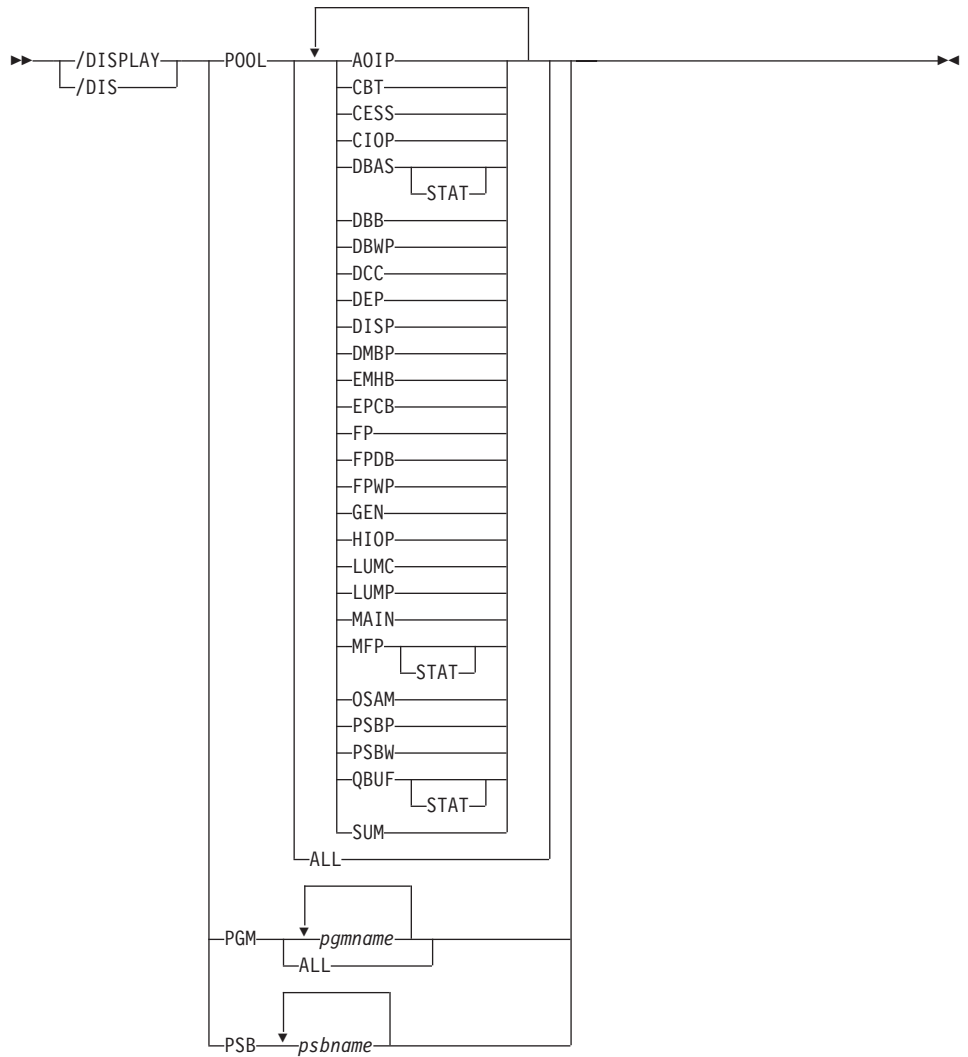 /DISPLAY POOL AOIP
/DIS CBT
CESS
CIOP
DBAS
STAT
DBB
DBWP
DCC
DEP
DISP
DMBP
EMHB
EPCB
FP
FPDB
FPWP
GEN
HIOP
LUMC
LUMP
MAIN
MFP
STAT
OSAM
PSBP
PSBW
QBUF
STAT
SUM
ALL
PGM pgmname
ALL
PSB psbname